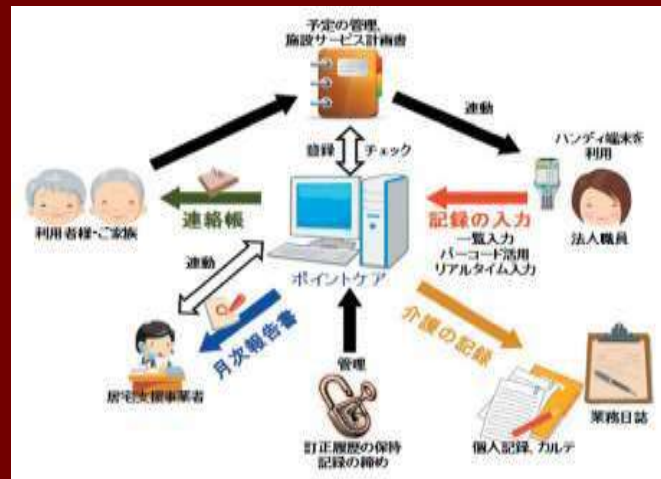 予定の管理、
施設サービス計画書
連動
ハンディ端末を
利用
登録
チェック
連絡帳
記録の入力
一覧入力
バーコード活用
リアルタイム入力
利用者様・ご家族
法人職員
連動
ポイントケア
月次報告書
介護の記録
居宅支援事業者
管理
業務日誌
訂正履歴の保持
記録の締め
個人記録、カルテ